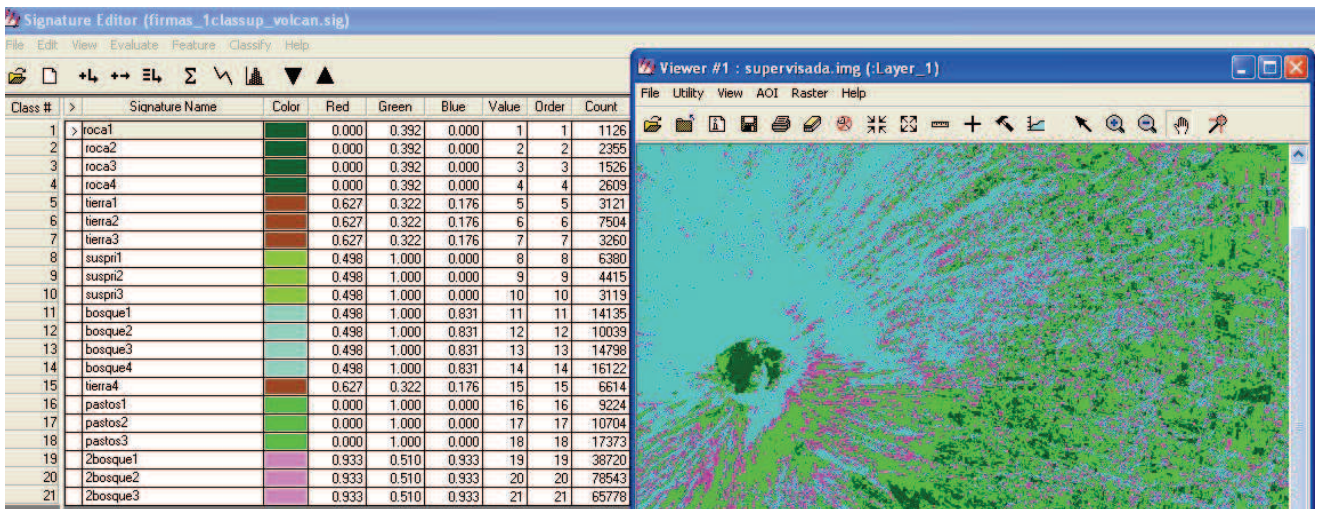 Signature Editor (firmas_1classup_volcan.sig)
File Edit View Evaluate Feature Classify Help
Class # > Signature Name Color Red Green Blue Value Order Count
1 > roca1 0.000 0.392 0.000 1 1 1126
2 roca2 0.000 0.392 0.000 2 2 2355
3 roca3 0.000 0.392 0.000 3 3 1526
4 roca4 0.000 0.392 0.000 4 4 2609
5 tierra1 0.627 0.322 0.176 5 5 3121
6 tierra2 0.627 0.322 0.176 6 6 7504
7 tierra3 0.627 0.322 0.176 7 7 3260
8 suspri1 0.498 1.000 0.000 8 8 6380
9 suspri2 0.498 1.000 0.000 9 9 4415
10 suspri3 0.498 1.000 0.000 10 10 3119
11 bosque1 0.498 1.000 0.831 11 11 14135
12 bosque2 0.498 1.000 0.831 12 12 10039
13 bosque3 0.498 1.000 0.831 13 13 14798
14 bosque4 0.498 1.000 0.831 14 14 16122
15 tierra4 0.627 0.322 0.176 15 15 6614
16 pastos1 0.000 1.000 0.000 16 16 9224
17 pastos2 0.000 1.000 0.000 17 17 10704
18 pastos3 0.000 1.000 0.000 18 18 17373
19 2bosque1 0.933 0.510 0.933 19 19 38720
20 2bosque2 0.933 0.510 0.933 20 20 78543
21 2bosque3 0.933 0.510 0.933 21 21 65778
Viewer #1 : supervisada.img (:Layer_1)
File Utility View AOI Raster Help